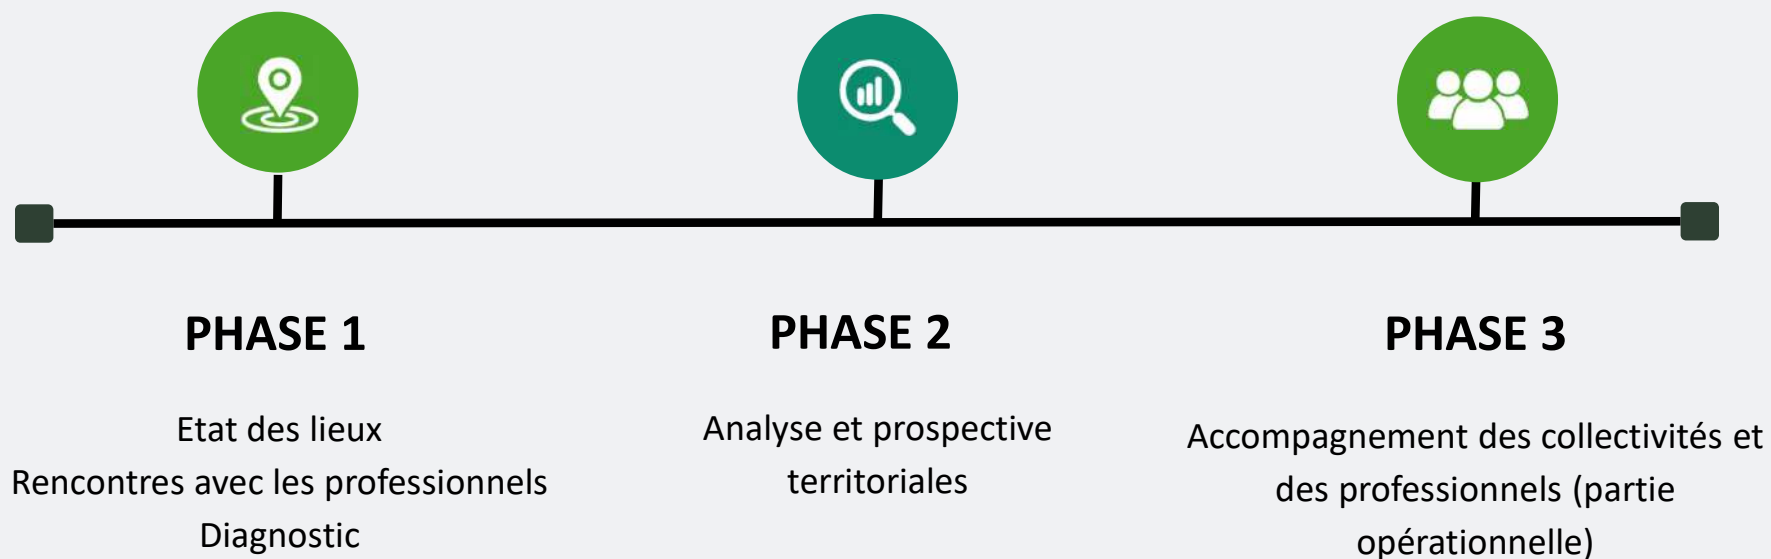 PHASE 1
Etat des lieux
Rencontres avec les professionnels
Diagnostic
PHASE 2
Analyse et prospective
territoriales
PHASE 3
Accompagnement des collectivités et
des professionnels (partie
opérationnelle)